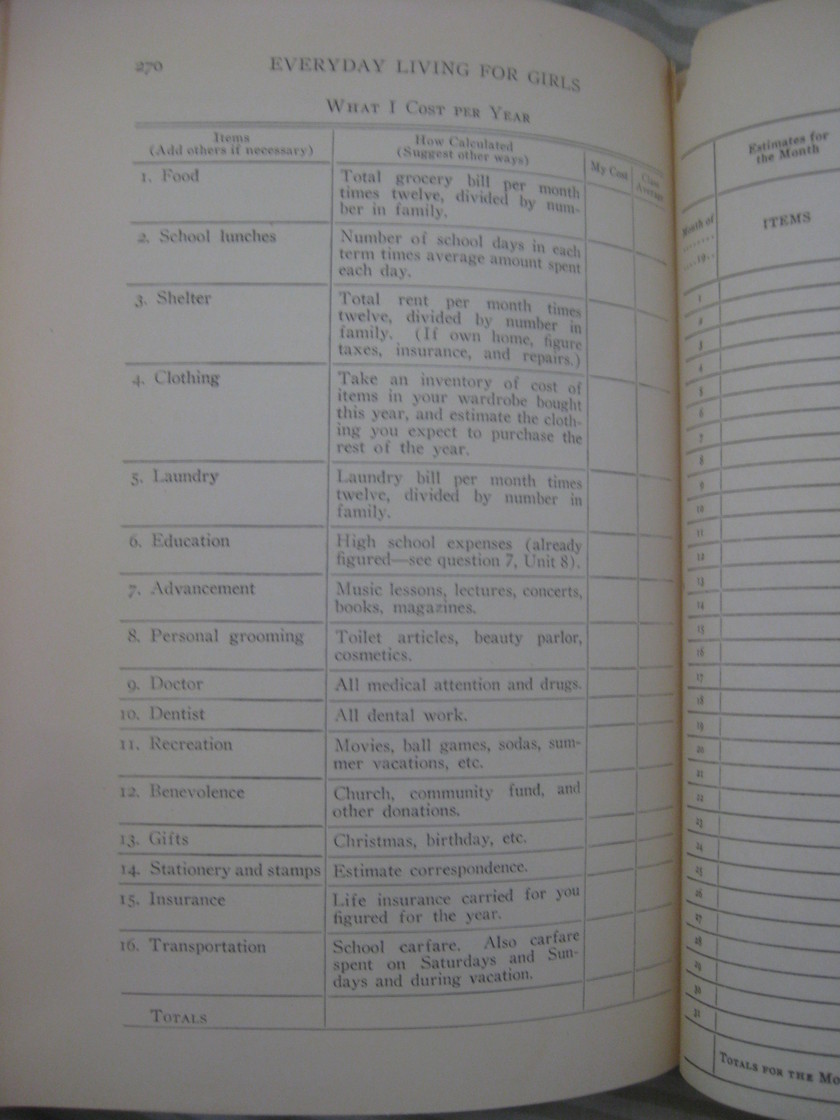 270
EVERYDAY LIVING FOR GIRLS
WHAT I COST PER YEAR
Items
(Add others if necessary)
How Calculated
(Suggest other ways)
My Cost
Class
Average
1. Food
Total grocery bill per month
times twelve, divided by num-
ber in family.
2. School lunches
Number of school days in each
term times average amount spent
each day.
3. Shelter
Total rent per month times
twelve, divided by number in
family. (If own home, figure
taxes, insurance, and repairs.)
4. Clothing
Take an inventory of cost of
items in your wardrobe bought
this year, and estimate the cloth-
ing you expect to purchase the
rest of the year.
5. Laundry
Laundry bill per month times
twelve, divided by number in
family.
6. Education
High school expenses (already
figured—see question 7, Unit 8).
7. Advancement
Music lessons, lectures, concerts,
books, magazines.
8. Personal grooming
Toilet articles, beauty parlor,
cosmetics.
9. Doctor
All medical attention and drugs.
10. Dentist
All dental work.
11. Recreation
Movies, ball games, sodas, sum-
mer vacations, etc.
12. Benevolence
Church, community fund, and
other donations.
13. Gifts
Christmas, birthday, etc.
14. Stationery and stamps
Estimate correspondence.
15. Insurance
Life insurance carried for you
figured for the year.
16. Transportation
School carfare. Also carfare
spent on Saturdays and Sun-
days and during vacation.
TOTALS
Estimates for
the Month
Month of
........
....19..
ITEMS
1
2
3
4
5
6
7
8
9
10
11
12
13
14
15
16
17
18
19
20
21
22
23
24
25
26
27
28
29
30
31
TOTALS FOR THE MO